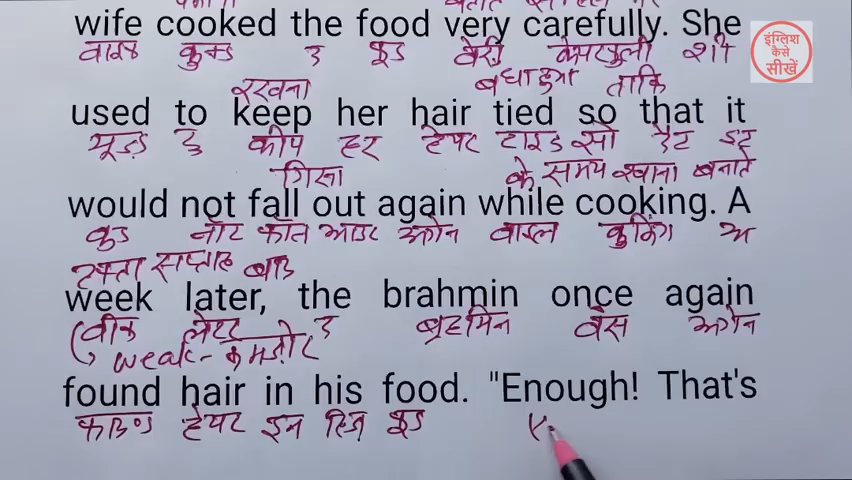 wife cooked the food very carefully. She
वाइफ कुक्ड द फूड वेरी केयरफुली शी
इंग्लिश
कैसे
सीखें
रखना बंधा हुआ ताकि
used to keep her hair tied so that it
यूज्ड टु कीप हर हेयर टाइड सो दैट इट
गिरना के समय खाना बनाते
would not fall out again while cooking. A
वुड नॉट फॉल आउट अगेन वाइल कुकिंग अ
हफ्ता सप्ताह बाद
week later, the brahmin once again
वीक लेटर द ब्रहमिन वंस अगेन
weak - कमज़ोर
found hair in his food. "Enough! That's
फाउण्ड हेयर इन हिज़ फूड